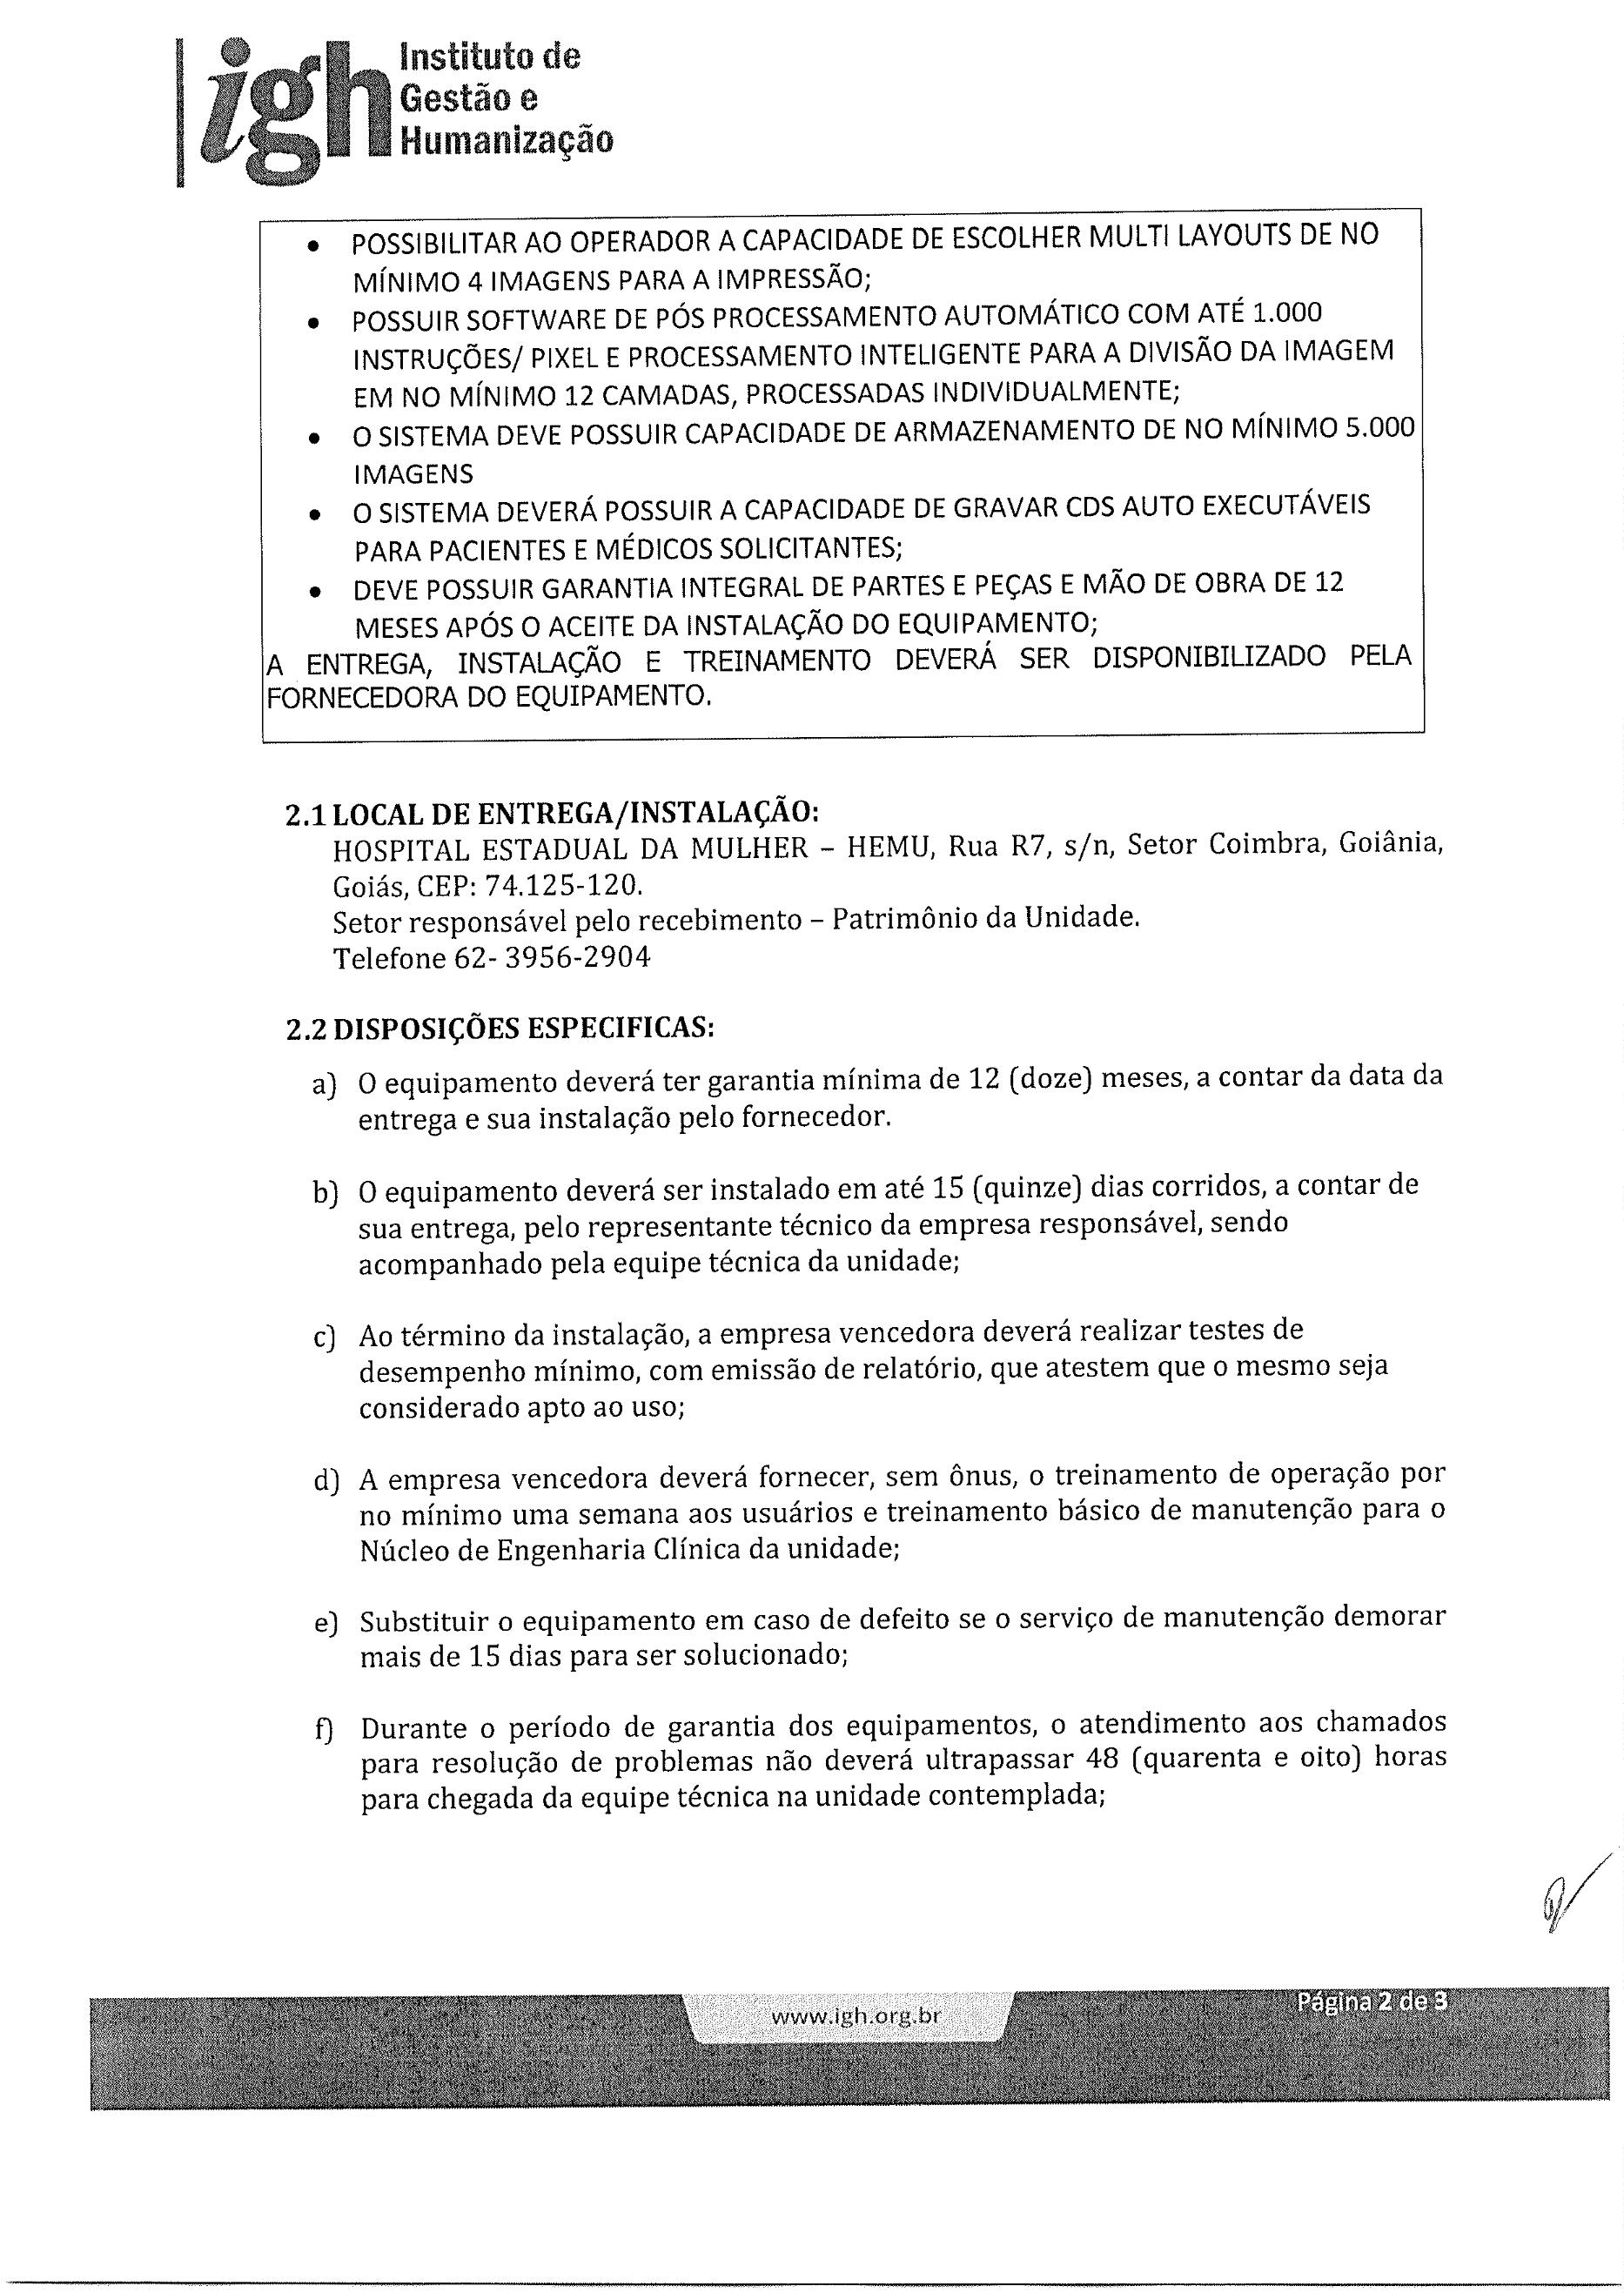 igh Instituto de
Gestão e
Humanização
• POSSIBILITAR AO OPERADOR A CAPACIDADE DE ESCOLHER MULTI LAYOUTS DE NO
MÍNIMO 4 IMAGENS PARA A IMPRESSÃO;
• POSSUIR SOFTWARE DE PÓS PROCESSAMENTO AUTOMÁTICO COM ATÉ 1.000
INSTRUÇÕES/ PIXEL E PROCESSAMENTO INTELIGENTE PARA A DIVISÃO DA IMAGEM
EM NO MÍNIMO 12 CAMADAS, PROCESSADAS INDIVIDUALMENTE;
• O SISTEMA DEVE POSSUIR CAPACIDADE DE ARMAZENAMENTO DE NO MÍNIMO 5.000
IMAGENS
• O SISTEMA DEVERÁ POSSUIR A CAPACIDADE DE GRAVAR CDS AUTO EXECUTÁVEIS
PARA PACIENTES E MÉDICOS SOLICITANTES;
• DEVE POSSUIR GARANTIA INTEGRAL DE PARTES E PEÇAS E MÃO DE OBRA DE 12
MESES APÓS O ACEITE DA INSTALAÇÃO DO EQUIPAMENTO;
A ENTREGA, INSTALAÇÃO E TREINAMENTO DEVERÁ SER DISPONIBILIZADO PELA
FORNECEDORA DO EQUIPAMENTO.
2.1 LOCAL DE ENTREGA/INSTALAÇÃO:
HOSPITAL ESTADUAL DA MULHER – HEMU, Rua R7, s/n, Setor Coimbra, Goiânia,
Goiás, CEP: 74.125-120.
Setor responsável pelo recebimento – Patrimônio da Unidade.
Telefone 62- 3956-2904
2.2 DISPOSIÇÕES ESPECIFICAS:
a) O equipamento deverá ter garantia mínima de 12 (doze) meses, a contar da data da
entrega e sua instalação pelo fornecedor.
b) O equipamento deverá ser instalado em até 15 (quinze) dias corridos, a contar de
sua entrega, pelo representante técnico da empresa responsável, sendo
acompanhado pela equipe técnica da unidade;
c) Ao término da instalação, a empresa vencedora deverá realizar testes de
desempenho mínimo, com emissão de relatório, que atestem que o mesmo seja
considerado apto ao uso;
d) A empresa vencedora deverá fornecer, sem ônus, o treinamento de operação por
no mínimo uma semana aos usuários e treinamento básico de manutenção para o
Núcleo de Engenharia Clínica da unidade;
e) Substituir o equipamento em caso de defeito se o serviço de manutenção demorar
mais de 15 dias para ser solucionado;
f) Durante o período de garantia dos equipamentos, o atendimento aos chamados
para resolução de problemas não deverá ultrapassar 48 (quarenta e oito) horas
para chegada da equipe técnica na unidade contemplada;
www.igh.org.br
Página 2 de 3